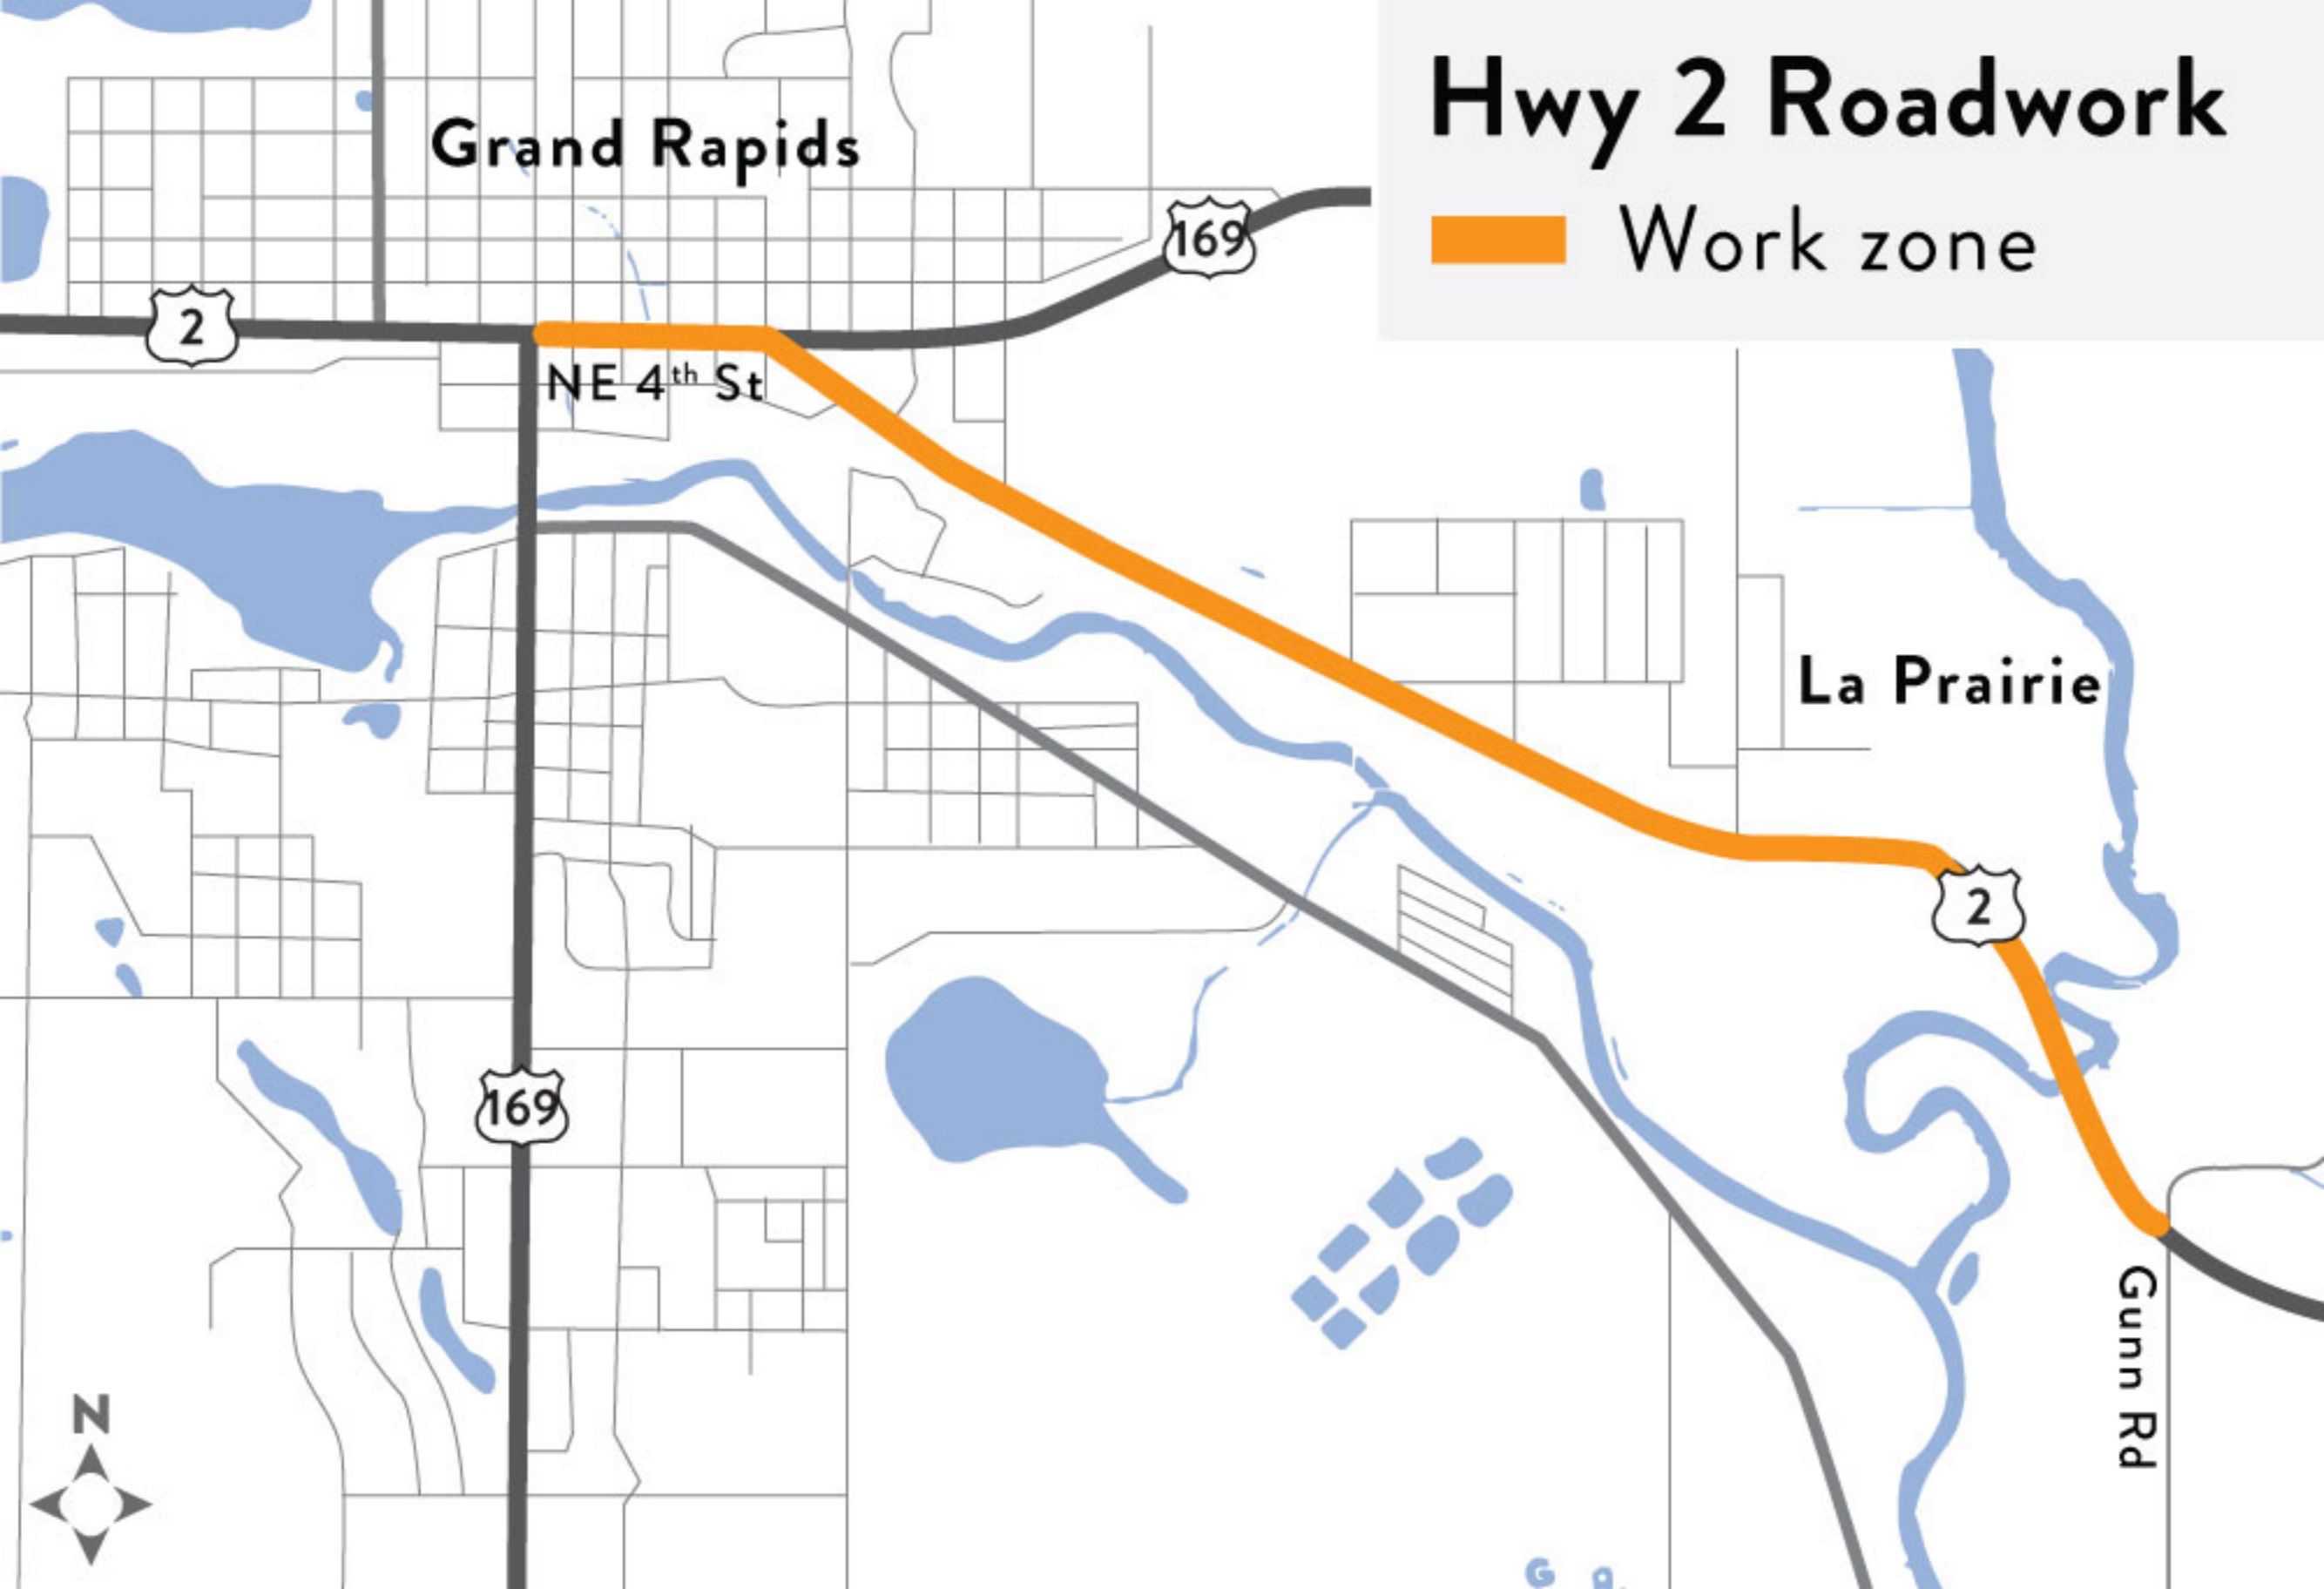 Hwy 2 Roadwork
Work zone
Grand Rapids
169
2
NE 4th St
La Prairie
2
169
Gunn Rd
N